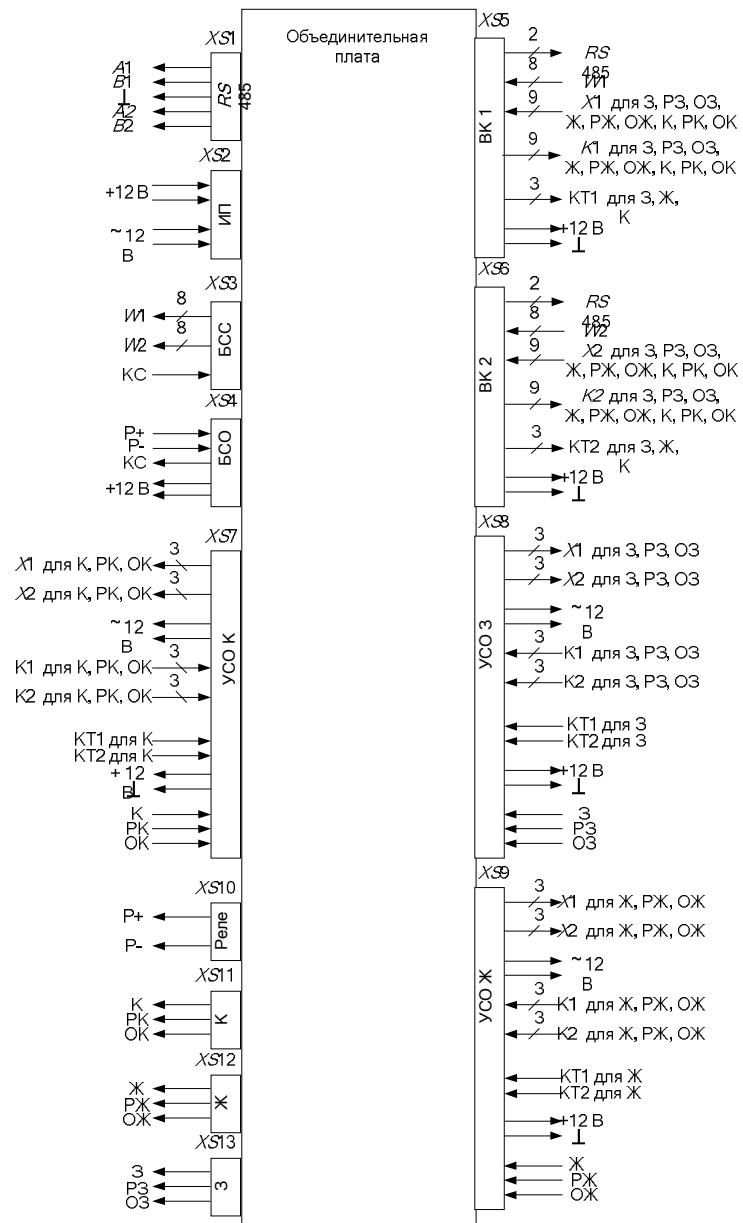 Объединительная
плата
XS1
A1
B1
A2
B2
RS
485
XS2
+12 В
~ 12
В
ИП
XS3
W1
8
W2
8
КС
БСС
XS4
Р+
Р-
КС
+12 В
БСО
XS7
X1 для К, РК, ОК
3
X2 для К, РК, ОК
3
~ 12
В
К1 для К, РК, ОК
3
К2 для К, РК, ОК
3
КТ1 для К
КТ2 для К
+ 12
В
К
РК
ОК
УСО К
XS10
Р+
Р-
Реле
XS11
К
РК
ОК
К
XS12
Ж
РЖ
ОЖ
Ж
XS13
З
РЗ
ОЗ
З
XS5
ВК 1
2
RS
485
8
W1
9
X1 для З, РЗ, ОЗ,
Ж, РЖ, ОЖ, К, РК, ОК
9
K1 для З, РЗ, ОЗ,
Ж, РЖ, ОЖ, К, РК, ОК
3
КТ1 для З, Ж,
К
+12 В
XS6
ВК 2
2
RS
485
8
W2
9
X2 для З, РЗ, ОЗ,
Ж, РЖ, ОЖ, К, РК, ОК
9
K2 для З, РЗ, ОЗ,
Ж, РЖ, ОЖ, К, РК, ОК
3
КТ2 для З, Ж,
К
+12 В
XS8
УСО З
3
X1 для З, РЗ, ОЗ
3
X2 для З, РЗ, ОЗ
~ 12
В
3
К1 для З, РЗ, ОЗ
3
К2 для З, РЗ, ОЗ
КТ1 для З
КТ2 для З
+12 В
З
РЗ
ОЗ
XS9
УСО Ж
3
X1 для Ж, РЖ, ОЖ
3
X2 для Ж, РЖ, ОЖ
~ 12
В
3
К1 для Ж, РЖ, ОЖ
3
К2 для Ж, РЖ, ОЖ
КТ1 для Ж
КТ2 для Ж
+12 В
Ж
РЖ
ОЖ